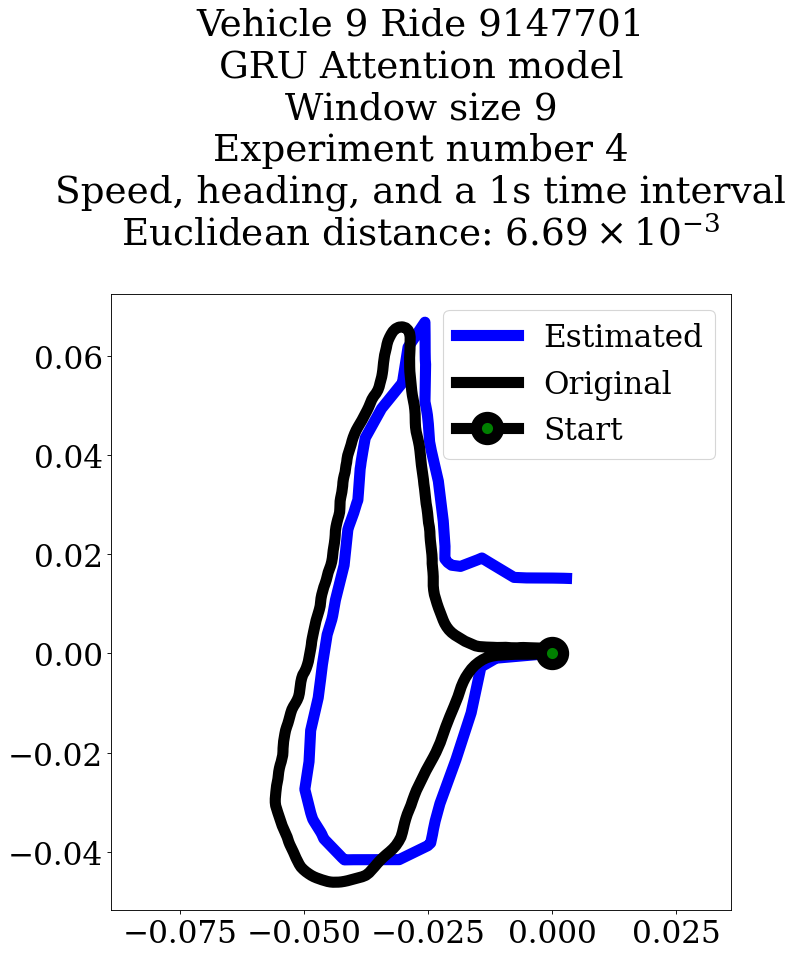 Vehicle 9 Ride 9147701
GRU Attention model
Window size 9
Experiment number 4
Speed, heading, and a 1s time interval
Euclidean distance: 6.69 × 10⁻³
Estimated
Original
Start
0.06
0.04
0.02
0.00
−0.02
−0.04
−0.075 −0.050 −0.025 0.000 0.025